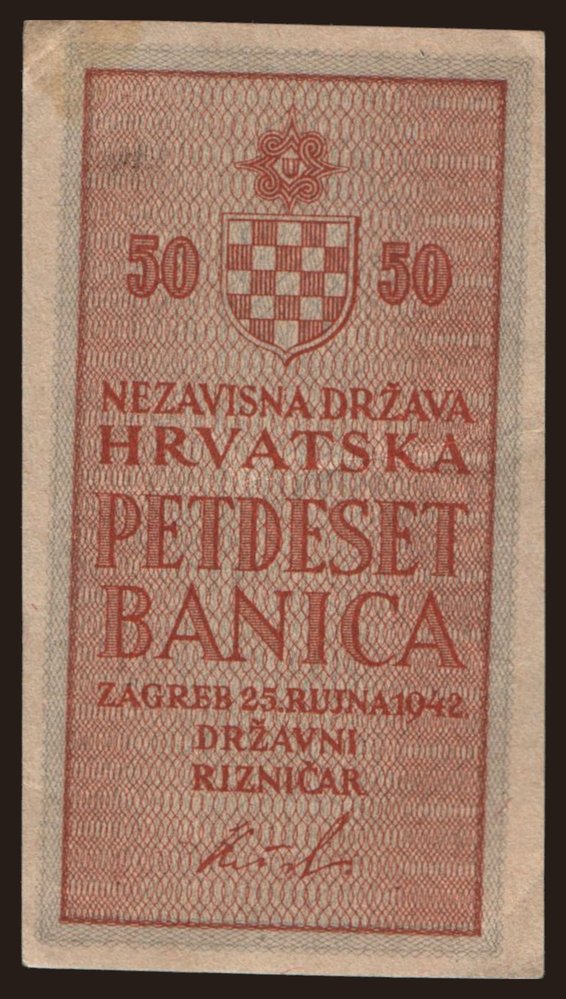 U
50 50
NEZAVISNA DRŽAVA
HRVATSKA
PETDESET
BANICA
ZAGREB 25. RUJNA 1942.
DRŽAVNI
RIZNIČAR